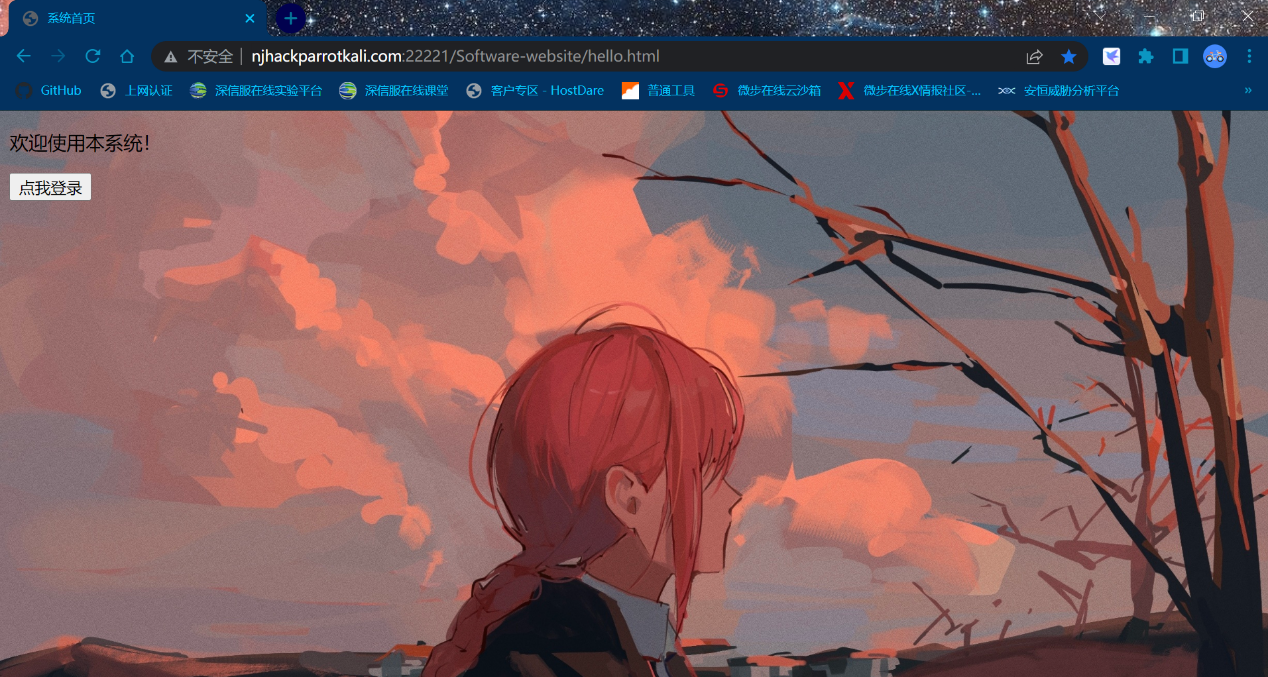 系统首页
不安全 | njhackparrotkali.com:22221/Software-website/hello.html
GitHub 上网认证 深信服在线实验平台 深信服在线课堂 客户专区 - HostDare 普通工具 微步在线云沙箱 微步在线X情报社区-... 安恒威胁分析平台 »
欢迎使用本系统！
点我登录